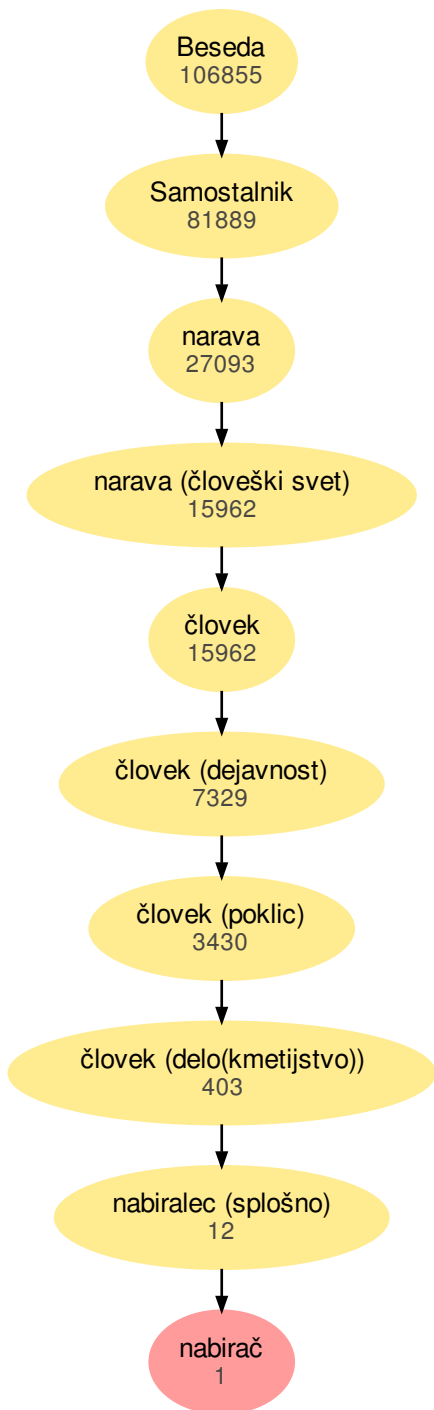 Beseda
106855
Samostalnik
81889
narava
27093
narava (človeški svet)
15962
človek
15962
človek (dejavnost)
7329
človek (poklic)
3430
človek (delo(kmetijstvo))
403
nabiralec (splošno)
12
nabirač
1